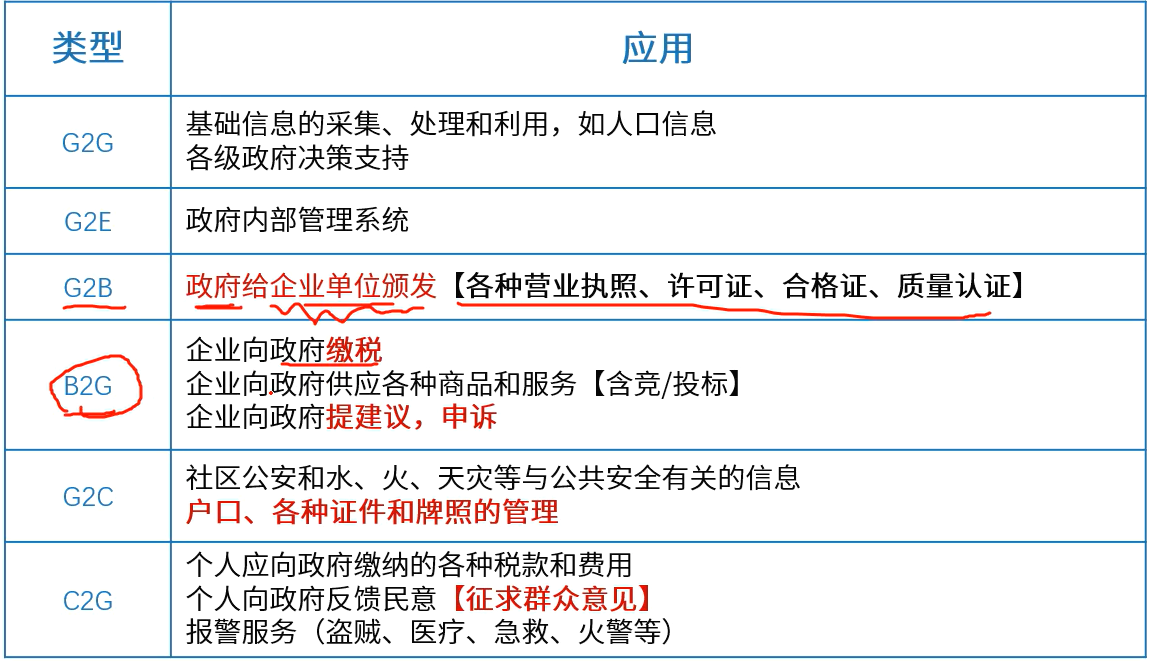 类型
应用
G2G
基础信息的采集、处理和利用，如人口信息
各级政府决策支持
G2E
政府内部管理系统
G2B
政府给企业单位颁发【各种营业执照、许可证、合格证、质量认证】
B2G
企业向政府缴税
企业向政府供应各种商品和服务【含竞/投标】
企业向政府提建议，申诉
G2C
社区公安和水、火、天灾等与公共安全有关的信息
户口、各种证件和牌照的管理
C2G
个人应向政府缴纳的各种税款和费用
个人向政府反馈民意【征求群众意见】
报警服务（盗贼、医疗、急救、火警等）